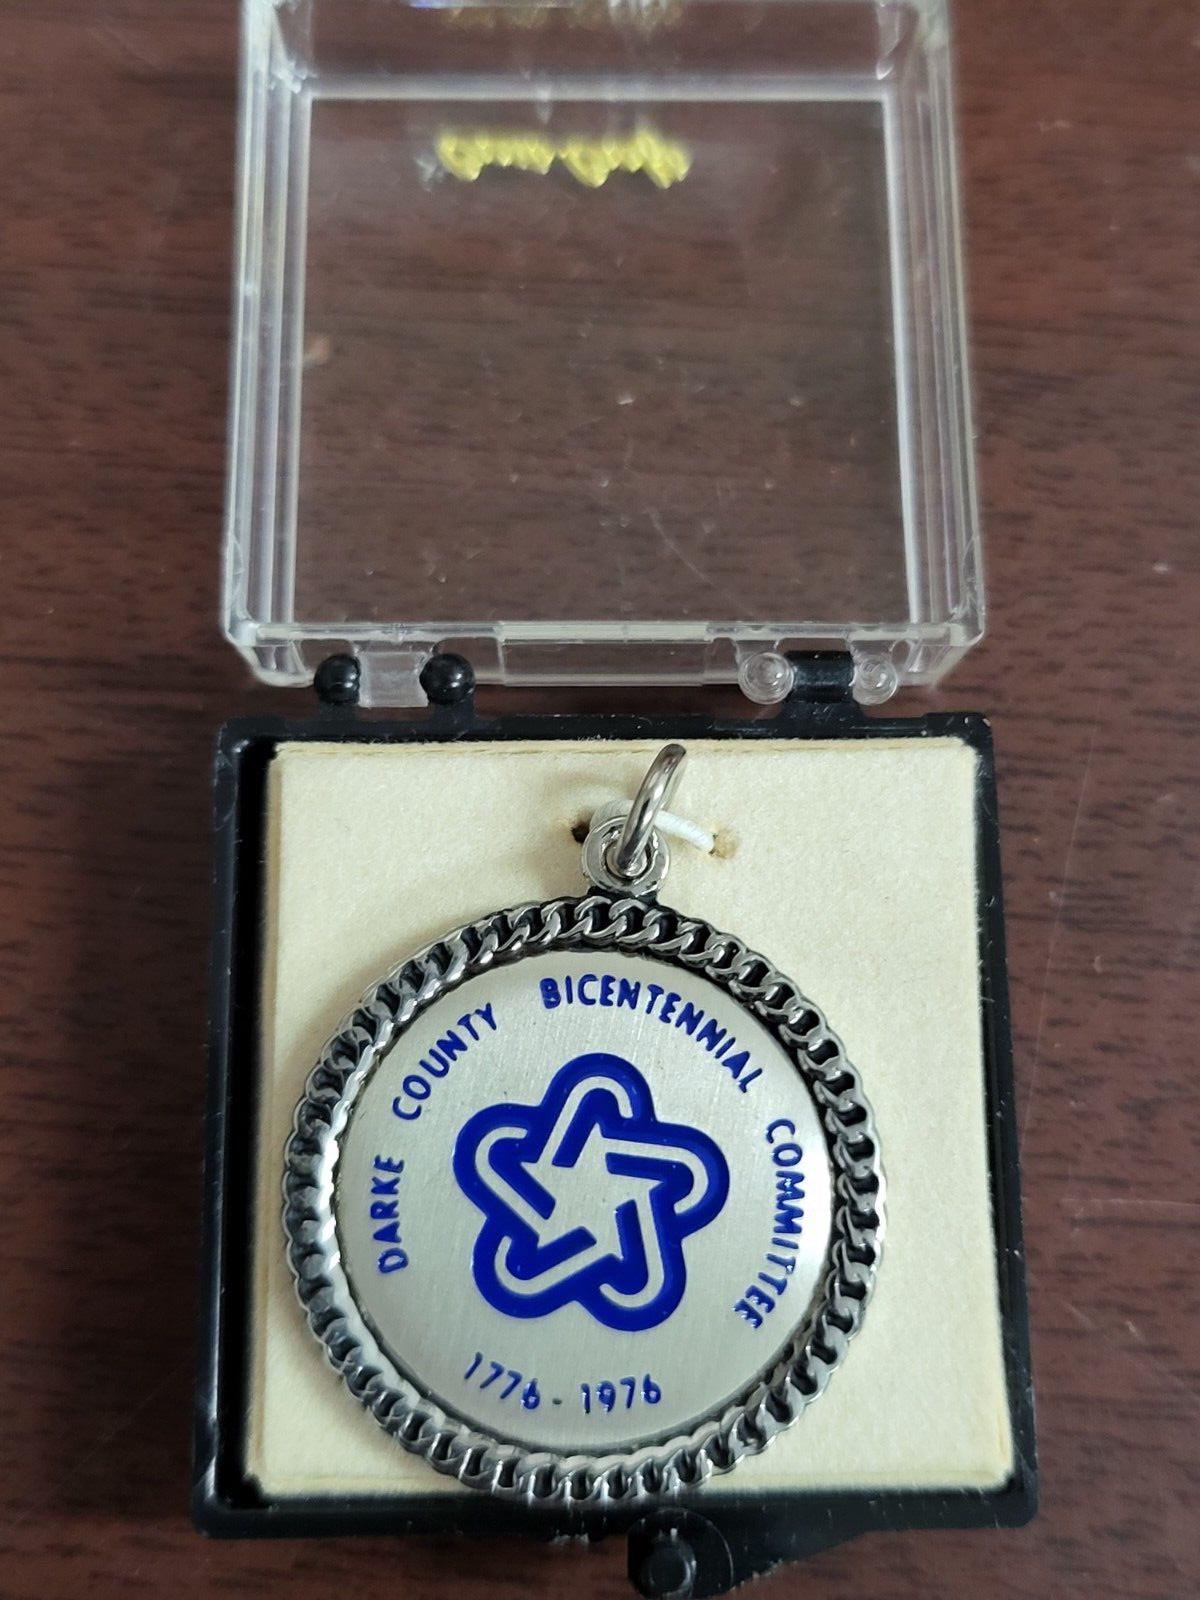 DARKE COUNTY BICENTENNIAL COMMITTEE
1776-1976